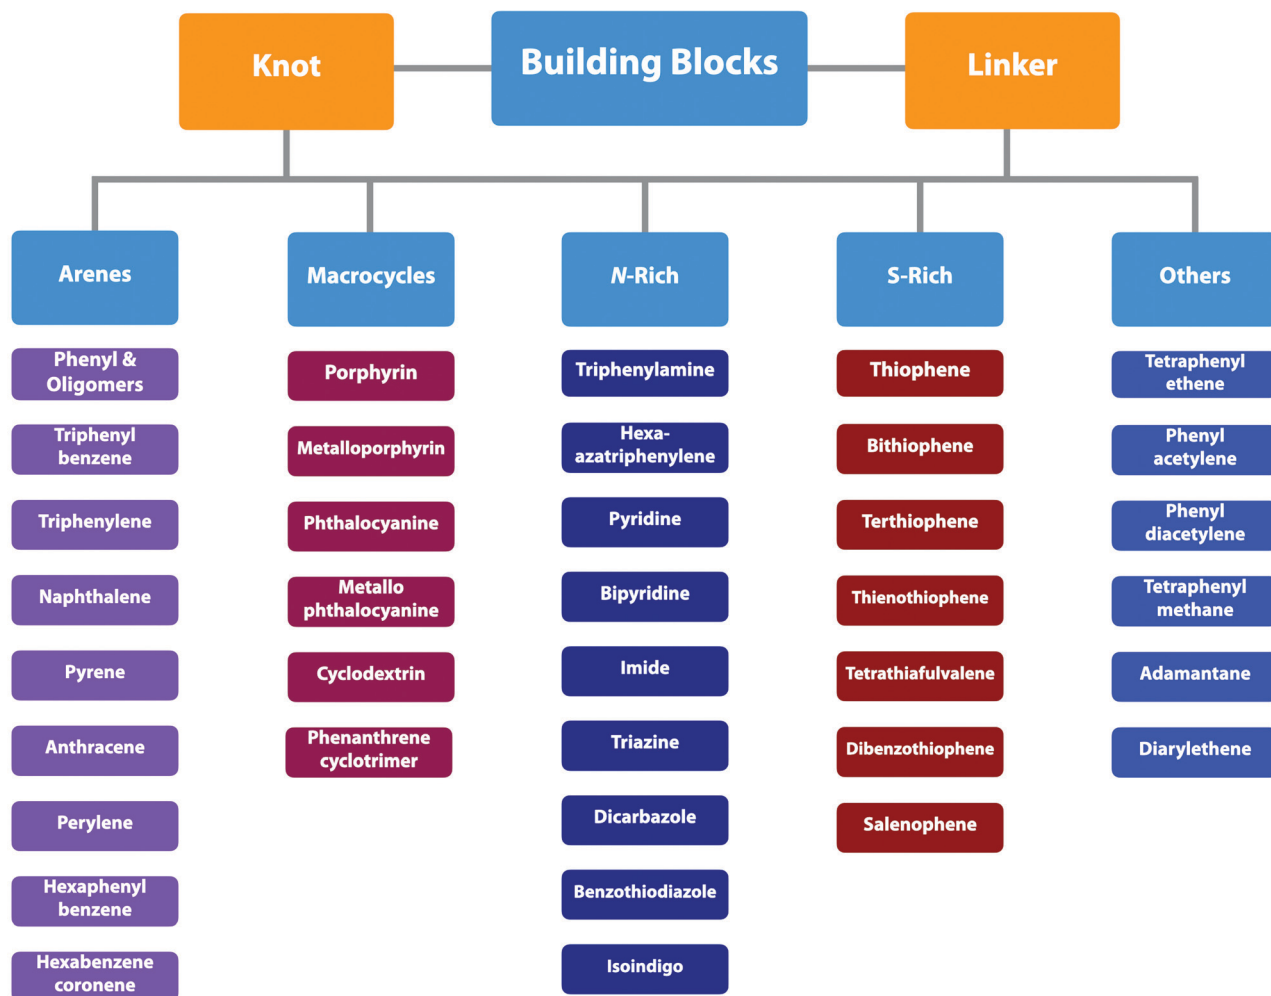 Knot
Building Blocks
Linker
Arenes
Macrocycles
N-Rich
S-Rich
Others
Phenyl &
Oligomers
Triphenyl
benzene
Triphenylene
Naphthalene
Pyrene
Anthracene
Perylene
Hexaphenyl
benzene
Hexabenzene
coronene
Porphyrin
Metalloporphyrin
Phthalocyanine
Metallo
phthalocyanine
Cyclodextrin
Phenanthrene
cyclotrimer
Triphenylamine
Hexa-
azatriphenylene
Pyridine
Bipyridine
Imide
Triazine
Dicarbazole
Benzothiodiazole
Isoindigo
Thiophene
Bithiophene
Terthiophene
Thienothiophene
Tetrathiafulvalene
Dibenzothiophene
Salenophene
Tetraphenyl
ethene
Phenyl
acetylene
Phenyl
diacetylene
Tetraphenyl
methane
Adamantane
Diarylethene